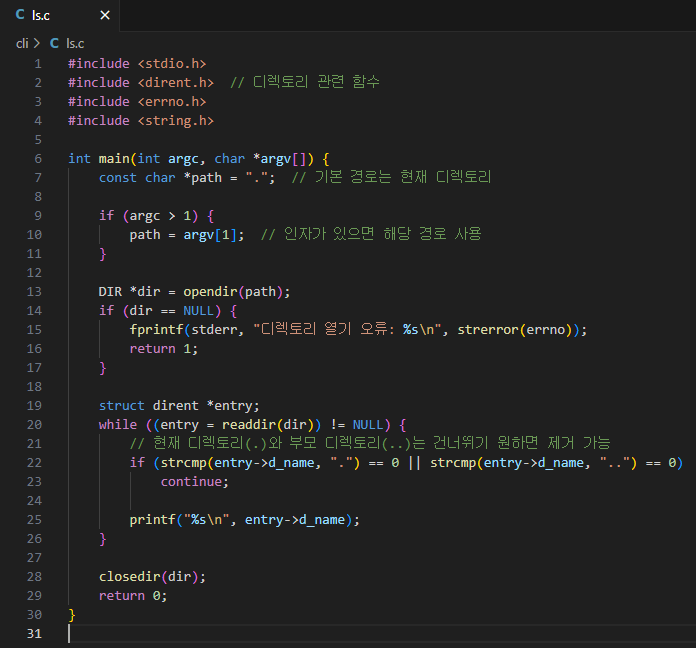 C ls.c ×
cli > C ls.c
1 #include <stdio.h>
2 #include <dirent.h>  // 디렉토리 관련 함수
3 #include <errno.h>
4 #include <string.h>
5
6 int main(int argc, char *argv[]) {
7     const char *path = ".";  // 기본 경로는 현재 디렉토리
8
9     if (argc > 1) {
10         path = argv[1];  // 인자가 있으면 해당 경로 사용
11     }
12
13     DIR *dir = opendir(path);
14     if (dir == NULL) {
15         fprintf(stderr, "디렉토리 열기 오류: %s\n", strerror(errno));
16         return 1;
17     }
18
19     struct dirent *entry;
20     while ((entry = readdir(dir)) != NULL) {
21         // 현재 디렉토리(.)와 부모 디렉토리(..)는 건너뛰기 원하면 제거 가능
22         if (strcmp(entry->d_name, ".") == 0 || strcmp(entry->d_name, "..") == 0)
23             continue;
24
25         printf("%s\n", entry->d_name);
26     }
27
28     closedir(dir);
29     return 0;
30 }
31